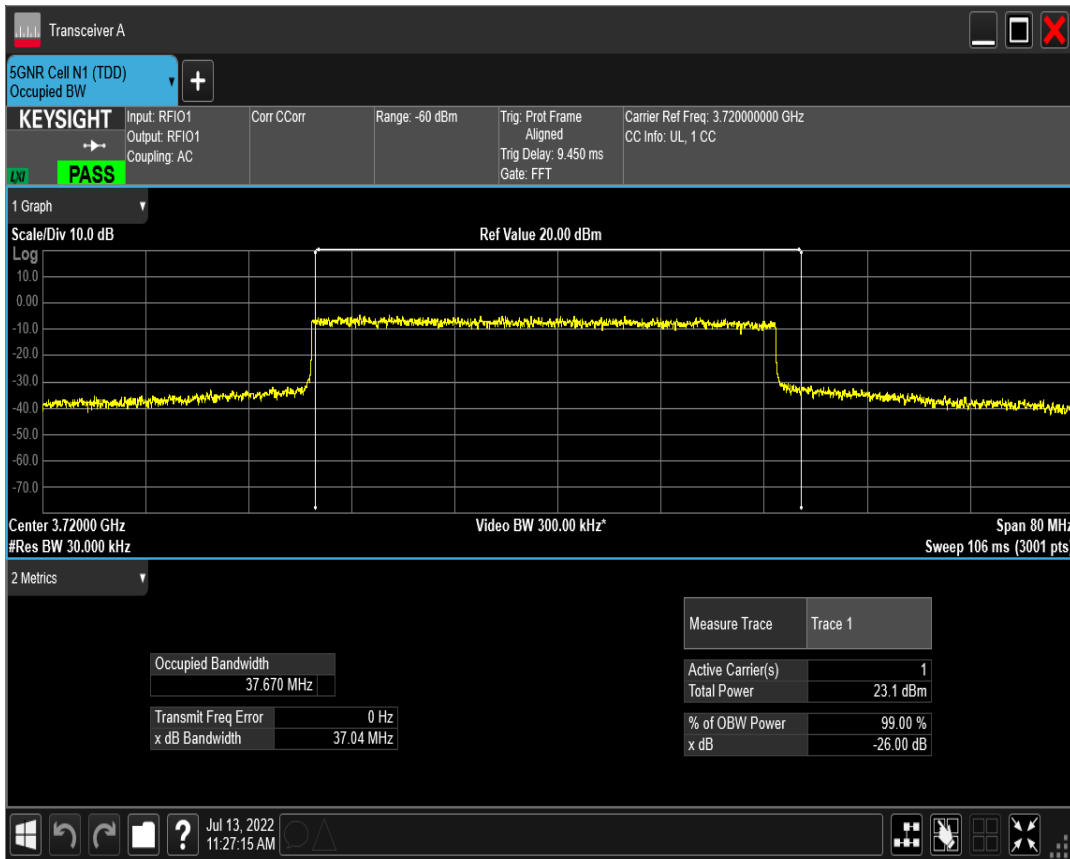 Transceiver A
5GNR Cell N1 (TDD)
Occupied BW
+
KEYSIGHT
LXI
PASS
Input: RFIO1
Output: RFIO1
Coupling: AC
Corr CCorr
Range: -60 dBm
Trig: Prot Frame
Aligned
Trig Delay: 9.450 ms
Gate: FFT
Carrier Ref Freq: 3.720000000 GHz
CC Info: UL, 1 CC
1 Graph
Scale/Div 10.0 dB
Ref Value 20.00 dBm
Log
10.0
0.00
-10.0
-20.0
-30.0
-40.0
-50.0
-60.0
-70.0
Center 3.72000 GHz
Video BW 300.00 kHz*
Span 80 MHz
#Res BW 30.000 kHz
Sweep 106 ms (3001 pts)
2 Metrics
Measure Trace Trace 1
Occupied Bandwidth
37.670 MHz
Active Carrier(s) 1
Total Power 23.1 dBm
Transmit Freq Error 0 Hz
x dB Bandwidth 37.04 MHz
% of OBW Power 99.00 %
x dB -26.00 dB
?
Jul 13, 2022
11:27:15 AM